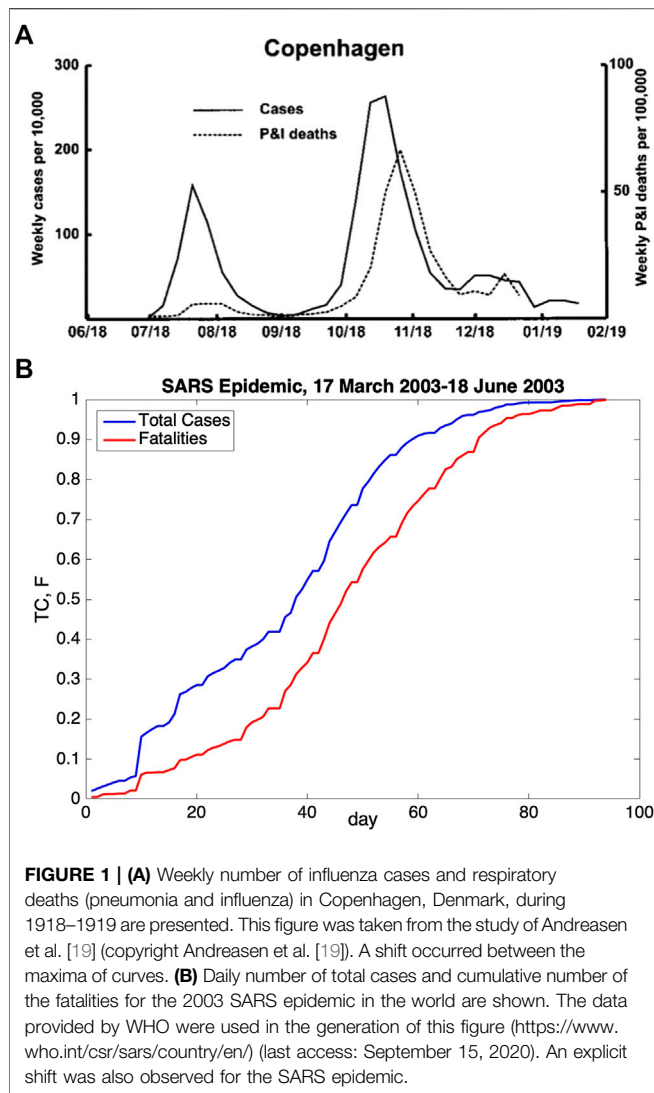 A
Copenhagen
300
200
100
Weekly cases per 10,000
Cases
P&I deaths
100
50
Weekly P&I deaths per 100,000
06/18 07/18 08/18 09/18 10/18 11/18 12/18 01/19 02/19
B
SARS Epidemic, 17 March 2003-18 June 2003
Total Cases
Fatalities
1
0.9
0.8
0.7
0.6
0.5
0.4
0.3
0.2
0.1
0
TC, F
20 40 60 80 100
day
FIGURE 1 | (A) Weekly number of influenza cases and respiratory
deaths (pneumonia and influenza) in Copenhagen, Denmark, during
1918–1919 are presented. This figure was taken from the study of Andreasen
et al. [19] (copyright Andreasen et al. [19]). A shift occurred between the
maxima of curves. (B) Daily number of total cases and cumulative number of
the fatalities for the 2003 SARS epidemic in the world are shown. The data
provided by WHO were used in the generation of this figure (https://www.
who.int/csr/sars/country/en/) (last access: September 15, 2020). An explicit
shift was also observed for the SARS epidemic.